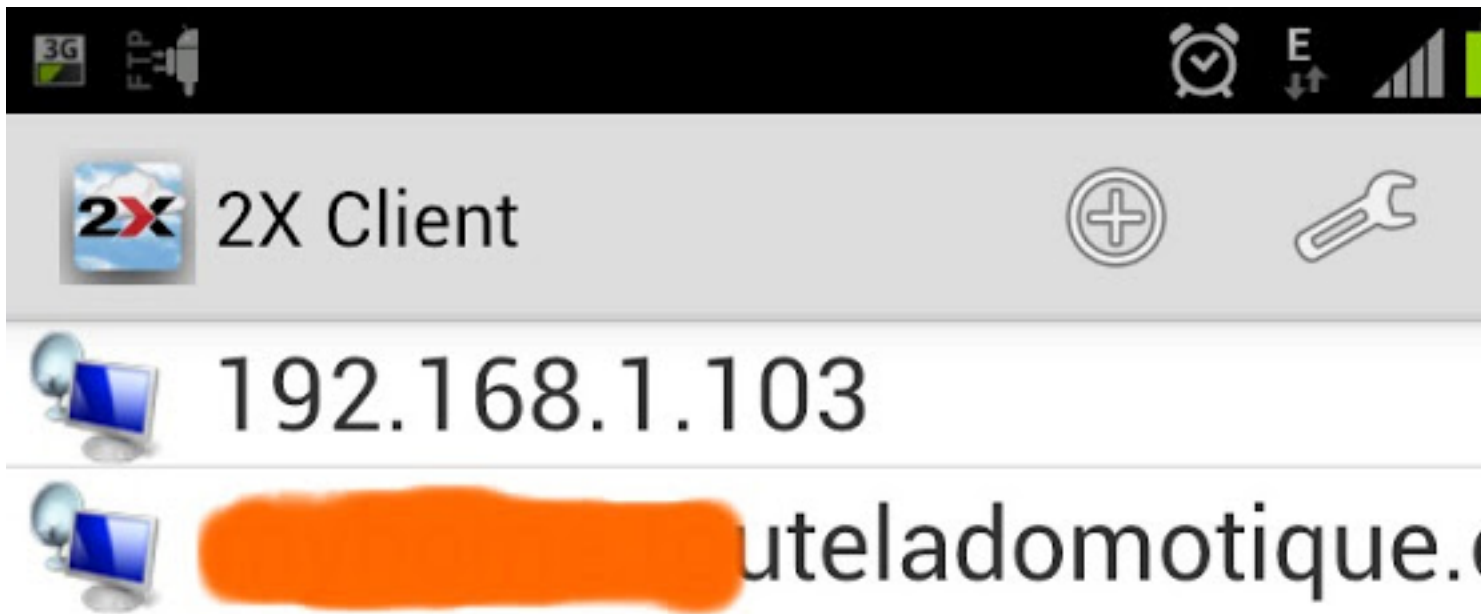 3G FTP E
2X 2X Client
192.168.1.103
uteladomotique.